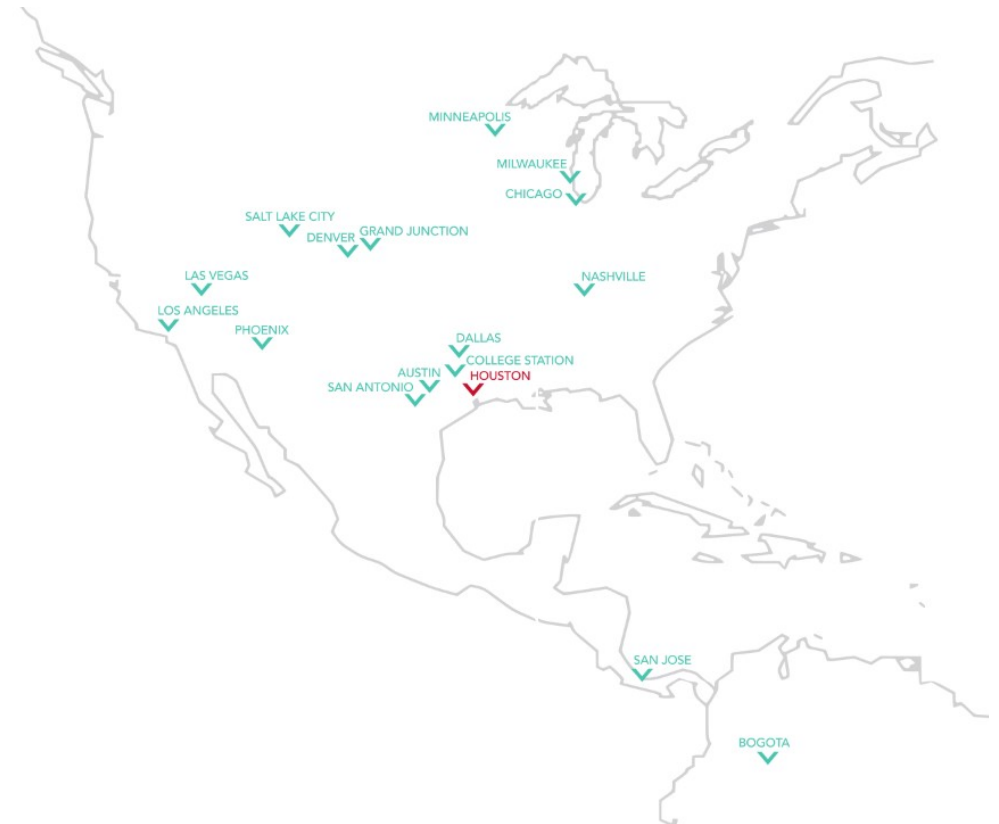 MINNEAPOLIS
MILWAUKEE
CHICAGO
SALT LAKE CITY
DENVER
GRAND JUNCTION
LAS VEGAS
NASHVILLE
LOS ANGELES
PHOENIX
DALLAS
COLLEGE STATION
AUSTIN
HOUSTON
SAN ANTONIO
SAN JOSE
BOGOTA